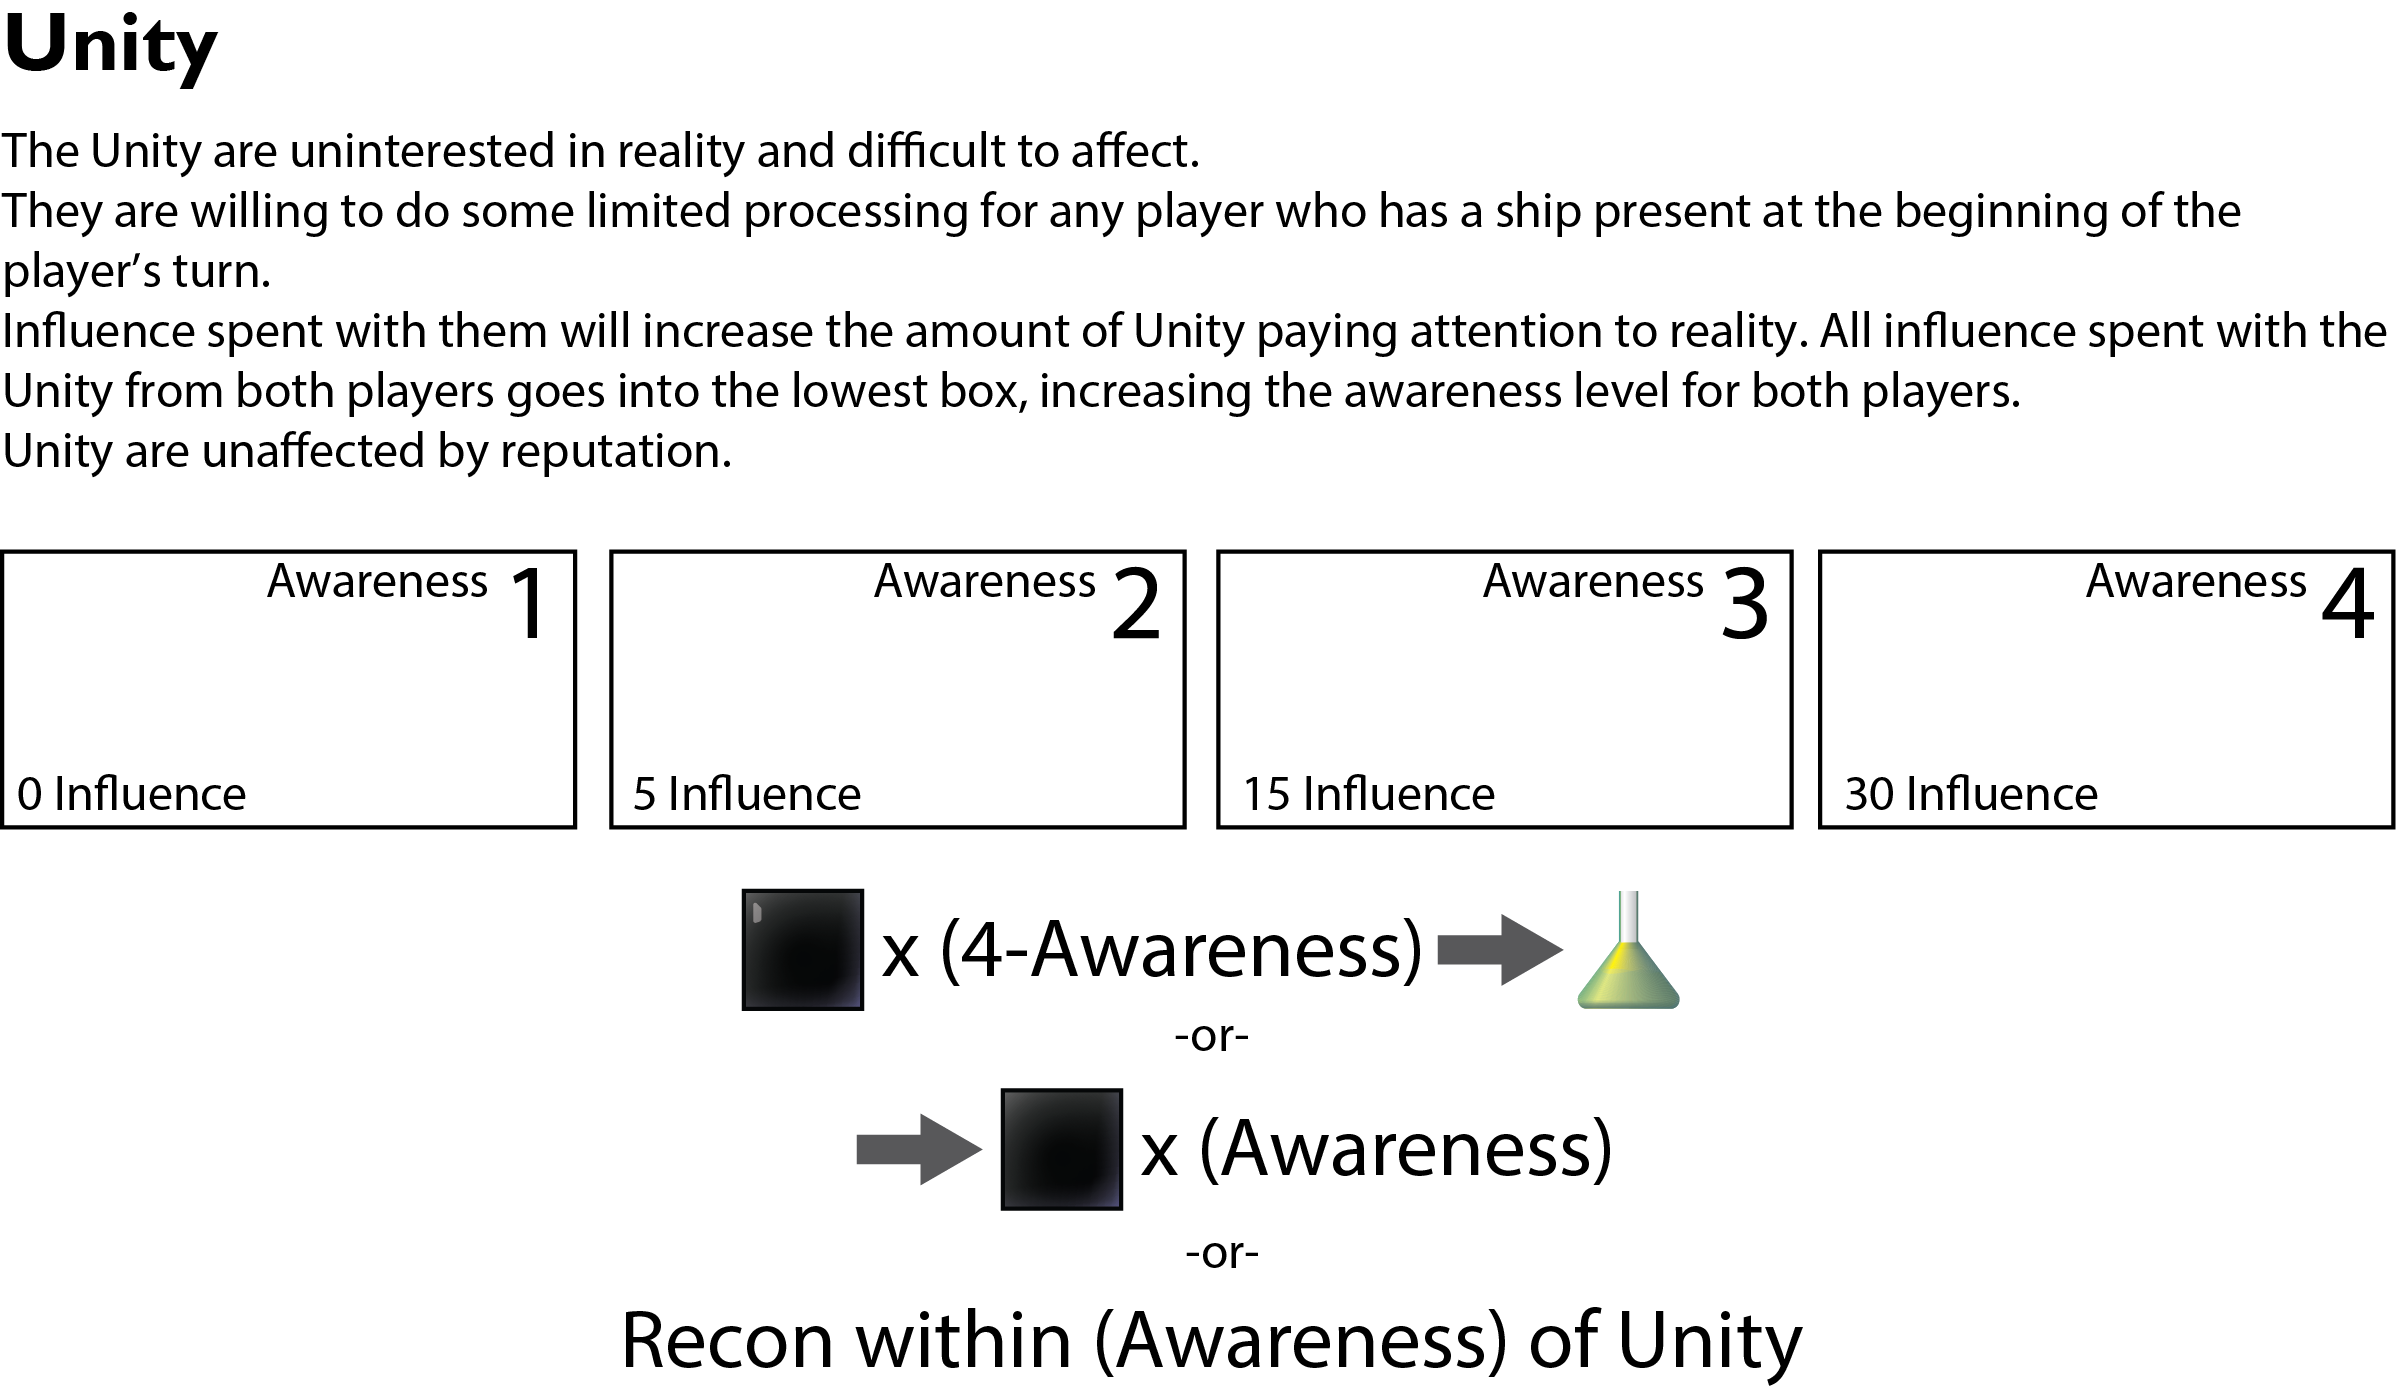 Unity
The Unity are uninterested in reality and difficult to affect.
They are willing to do some limited processing for any player who has a ship present at the beginning of the
player’s turn.
Influence spent with them will increase the amount of Unity paying attention to reality. All influence spent with the
Unity from both players goes into the lowest box, increasing the awareness level for both players.
Unity are unaffected by reputation.
Awareness 1
0 Influence
Awareness 2
5 Influence
Awareness 3
15 Influence
Awareness 4
30 Influence
x (4-Awareness)
-or-
x (Awareness)
-or-
Recon within (Awareness) of Unity